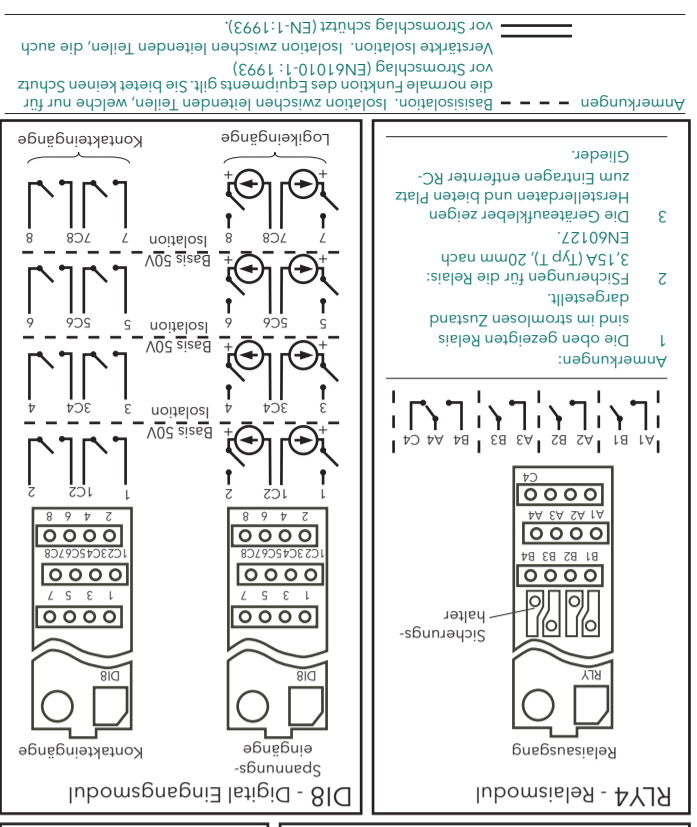 RLY4 - Relaismodul
Relaisausgang
RLY
Sicherungs-
halter
B1 B2 B3 B4
A1 A2 A3 A4
C4
A1 B1 A2 B2 A3 B3 B4 A4 C4
Anmerkungen:
1 Die oben gezeigten Relais
sind im stromlosen Zustand
dargestellt.
2 FSicherungen für die Relais:
3,15A (Typ T), 20mm nach
EN60127.
3 Die Geräteaufkleber zeigen
Herstellerdaten und bieten Platz
zum Eintragen entfernter RC-
Glieder.
DI8 - Digital Eingangsmodul
Spannungs-
eingänge
Kontakteingänge
DI8
DI8
1 3 5 7
1 3 5 7
1C23C45C67C8
1C23C45C67C8
2 4 6 8
2 4 6 8
1 1C2 2
1 1C2 2
+ +
Basis 50V
Isolation
3 3C4 4
3 3C4 4
+ +
Basis 50V
Isolation
5 5C6 6
5 5C6 6
+ +
Basis 50V
Isolation
7 7C8 8
7 7C8 8
+ +
Logikeingänge
Kontakteingänge
Anmerkungen
Basisisolation. Isolation zwischen leitenden Teilen, welche nur für
die normale Funktion des Equipments gilt. Sie bietet keinen Schutz
vor Stromschlag (EN61010-1: 1993)
Verstärkte Isolation. Isolation zwischen leitenden Teilen, die auch
vor Stromschlag schützt (EN-1:1993).